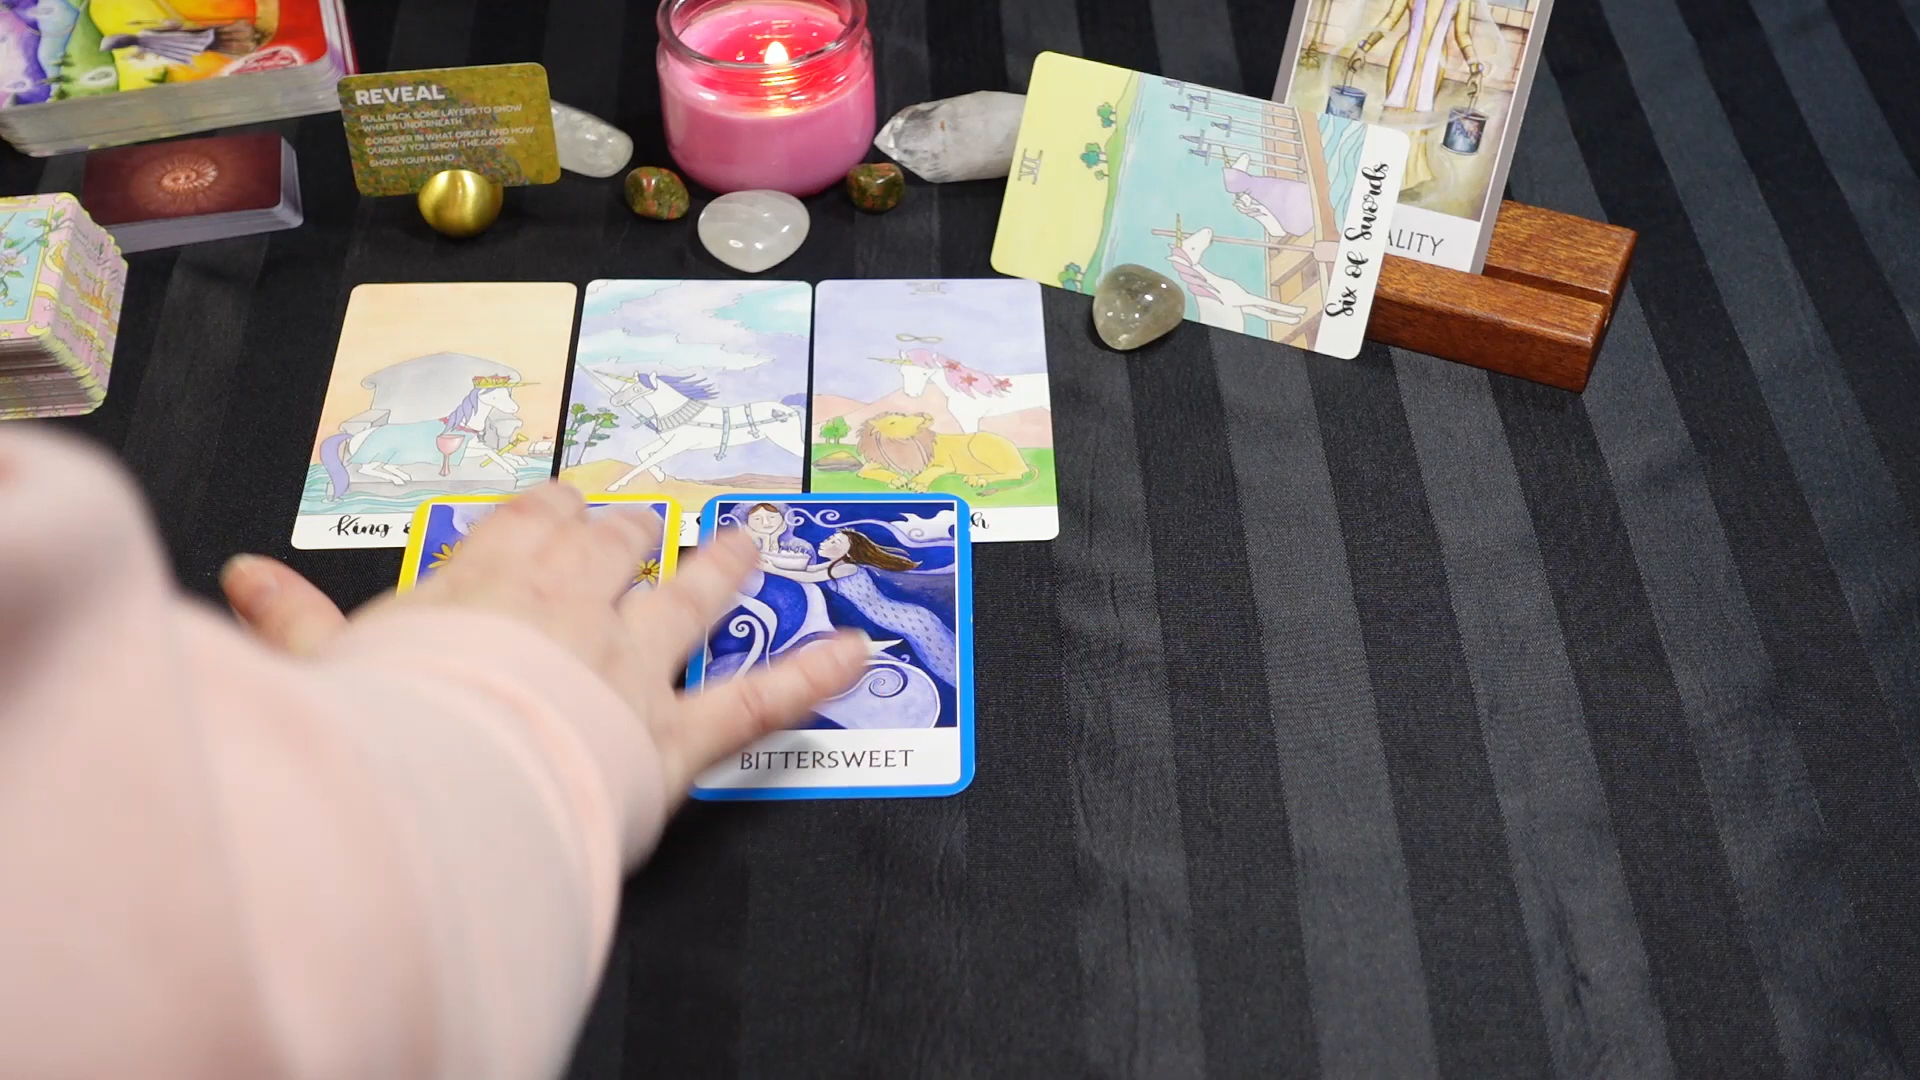 REVEAL
PULL BACK SOME LAYERS TO SHOW
WHAT'S UNDERNEATH.
CONSIDER IN WHAT ORDER AND HOW
QUICKLY YOU SHOW THE GOODS.
SHOW YOUR HAND
VI
Six of Swords
ALITY
King
BITTERSWEET